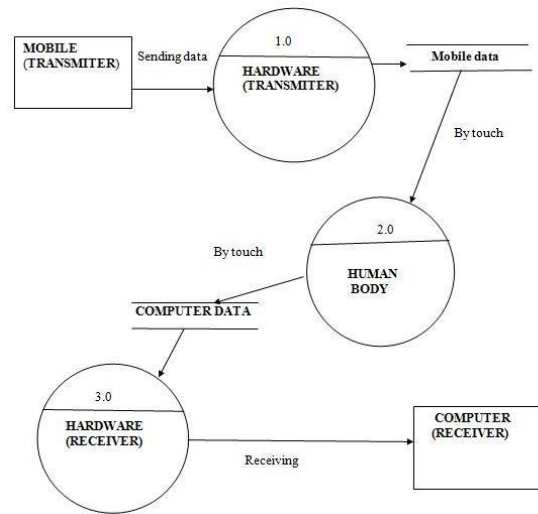 MOBILE
(TRANSMITER)
Sending data
1.0
HARDWARE
(TRANSMITER)
Mobile data
By touch
2.0
HUMAN
BODY
By touch
COMPUTER DATA
3.0
HARDWARE
(RECEIVER)
Receiving
COMPUTER
(RECEIVER)